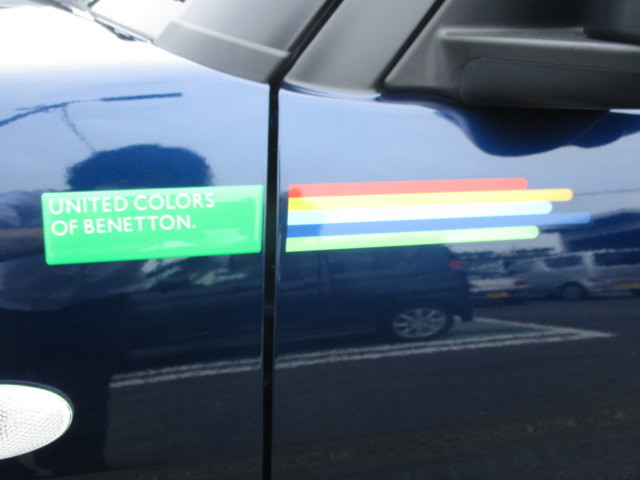 UNITED COLORS
OF BENETTON.